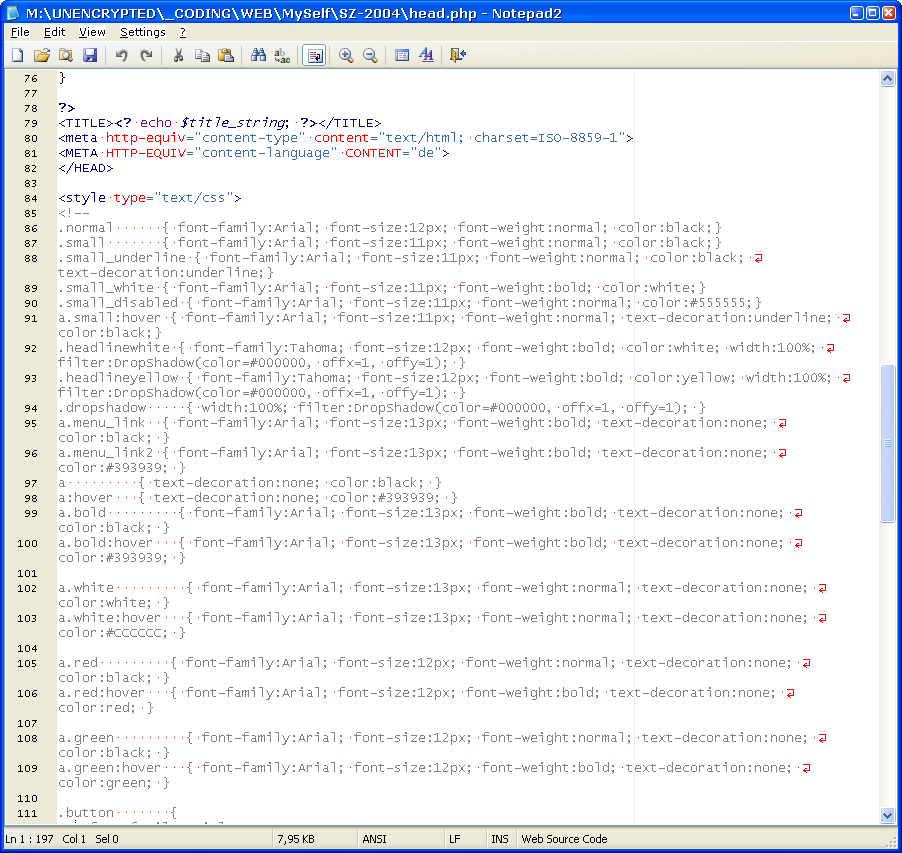 M:\UNENCRYPTED\_CODING\WEB\MySelf\SZ-2004\head.php - Notepad2
File Edit View Settings ?
76 }
77
78 ?>
79 <TITLE><? echo $title_string; ?></TITLE>
80 <meta http-equiv="content-type" content="text/html; charset=ISO-8859-1">
81 <META HTTP-EQUIV="content-language" CONTENT="de">
82 </HEAD>
83
84 <style type="text/css">
85 <!--
86 .normal ······{ font-family:Arial; font-size:12px; font-weight:normal; color:black;}
87 .small ·······{ font-family:Arial; font-size:11px; font-weight:normal; color:black;}
88 .small_underline { font-family:Arial; font-size:11px; font-weight:normal; color:black;
text-decoration:underline;}
89 .small_white { font-family:Arial; font-size:11px; font-weight:bold; color:white;}
90 .small_disabled { font-family:Arial; font-size:11px; font-weight:normal; color:#555555;}
91 a.small:hover { font-family:Arial; font-size:11px; font-weight:normal; text-decoration:underline;
color:black;}
92 .headlinewhite { font-family:Tahoma; font-size:12px; font-weight:bold; color:white; width:100%;
filter:DropShadow(color=#000000, offx=1, offy=1); }
93 .headlineyellow { font-family:Tahoma; font-size:12px; font-weight:bold; color:yellow; width:100%;
filter:DropShadow(color=#000000, offx=1, offy=1); }
94 .dropshadow ·····{ width:100%; filter:DropShadow(color=#000000, offx=1, offy=1); }
95 a.menu_link ··{ font-family:Arial; font-size:13px; font-weight:bold; text-decoration:none;
color:black; }
96 a.menu_link2 { font-family:Arial; font-size:13px; font-weight:bold; text-decoration:none;
color:#393939; }
97 a ·········{ text-decoration:none; color:black; }
98 a:hover ···{ text-decoration:none; color:#393939; }
99 a.bold ·········{ font-family:Arial; font-size:13px; font-weight:bold; text-decoration:none;
color:black; }
100 a.bold:hover ···{ font-family:Arial; font-size:13px; font-weight:bold; text-decoration:none;
color:#393939; }
101
102 a.white ·········{ font-family:Arial; font-size:13px; font-weight:normal; text-decoration:none;
color:white; }
103 a.white:hover ···{ font-family:Arial; font-size:13px; font-weight:normal; text-decoration:none;
color:#CCCCCC; }
104
105 a.red ·········{ font-family:Arial; font-size:12px; font-weight:normal; text-decoration:none;
color:black; }
106 a.red:hover ···{ font-family:Arial; font-size:12px; font-weight:bold; text-decoration:none;
color:red; }
107
108 a.green ·········{ font-family:Arial; font-size:12px; font-weight:normal; text-decoration:none;
color:black; }
109 a.green:hover ···{ font-family:Arial; font-size:12px; font-weight:bold; text-decoration:none;
color:green; }
110
111 .button ·······{
Ln 1 : 197 Col 1 Sel 0 7,95 KB ANSI LF INS Web Source Code